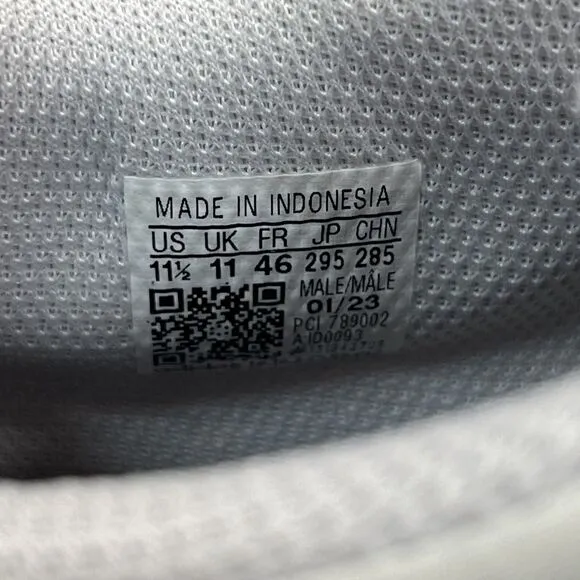 MADE IN INDONESIA
US UK FR JP CHN
11½ 11 46 295 285
MALE/MÂLE
01/23
PCI 789002
A ID0093